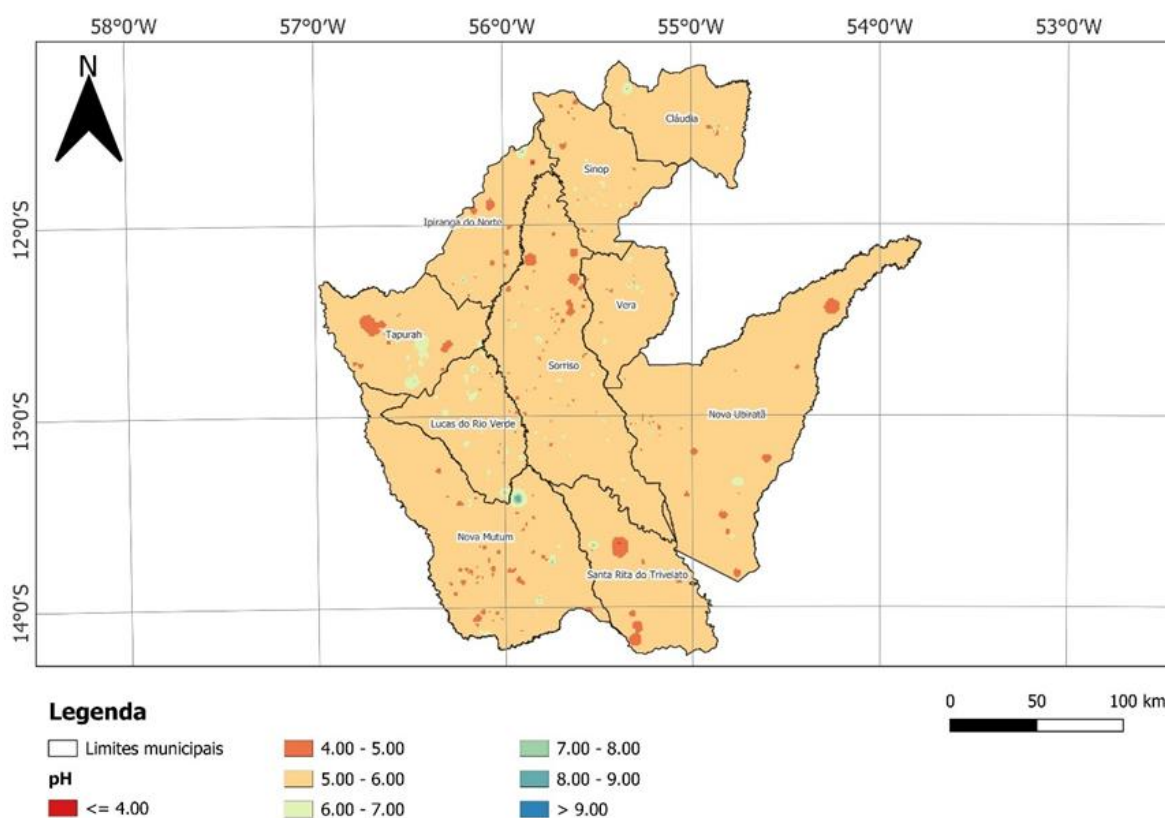 58°0'W 57°0'W 56°0'W 55°0'W 54°0'W 53°0'W
N
Cláudia
Sinop
Ipiranga do Norte
12°0'S
Vera
Tapurah
Sorriso
Nova Ubiratã
13°0'S
Lucas do Rio Verde
Nova Mutum
Santa Rita do Trivelato
14°0'S
Legenda
Limites municipais
pH
<= 4.00
4.00 - 5.00
5.00 - 6.00
6.00 - 7.00
7.00 - 8.00
8.00 - 9.00
> 9.00
0 50 100 km